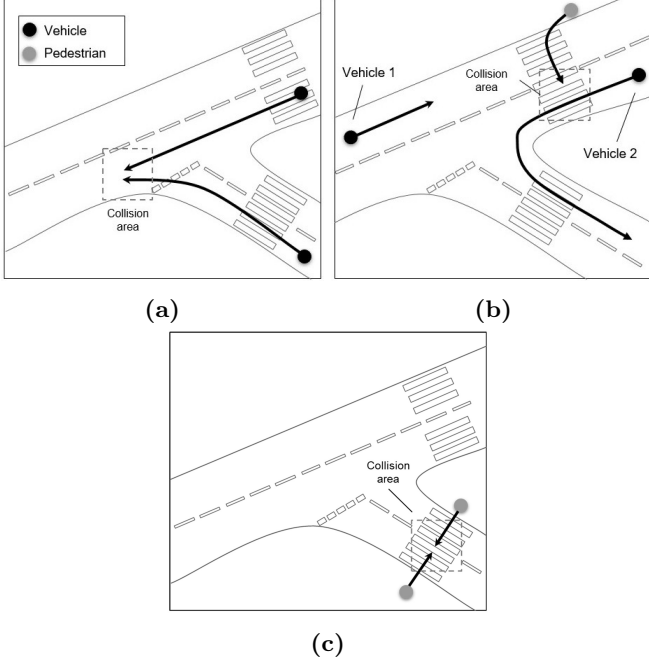 Vehicle
Pedestrian
Collision
area
(a)
Vehicle 1
Collision
area
Vehicle 2
(b)
Collision
area
(c)